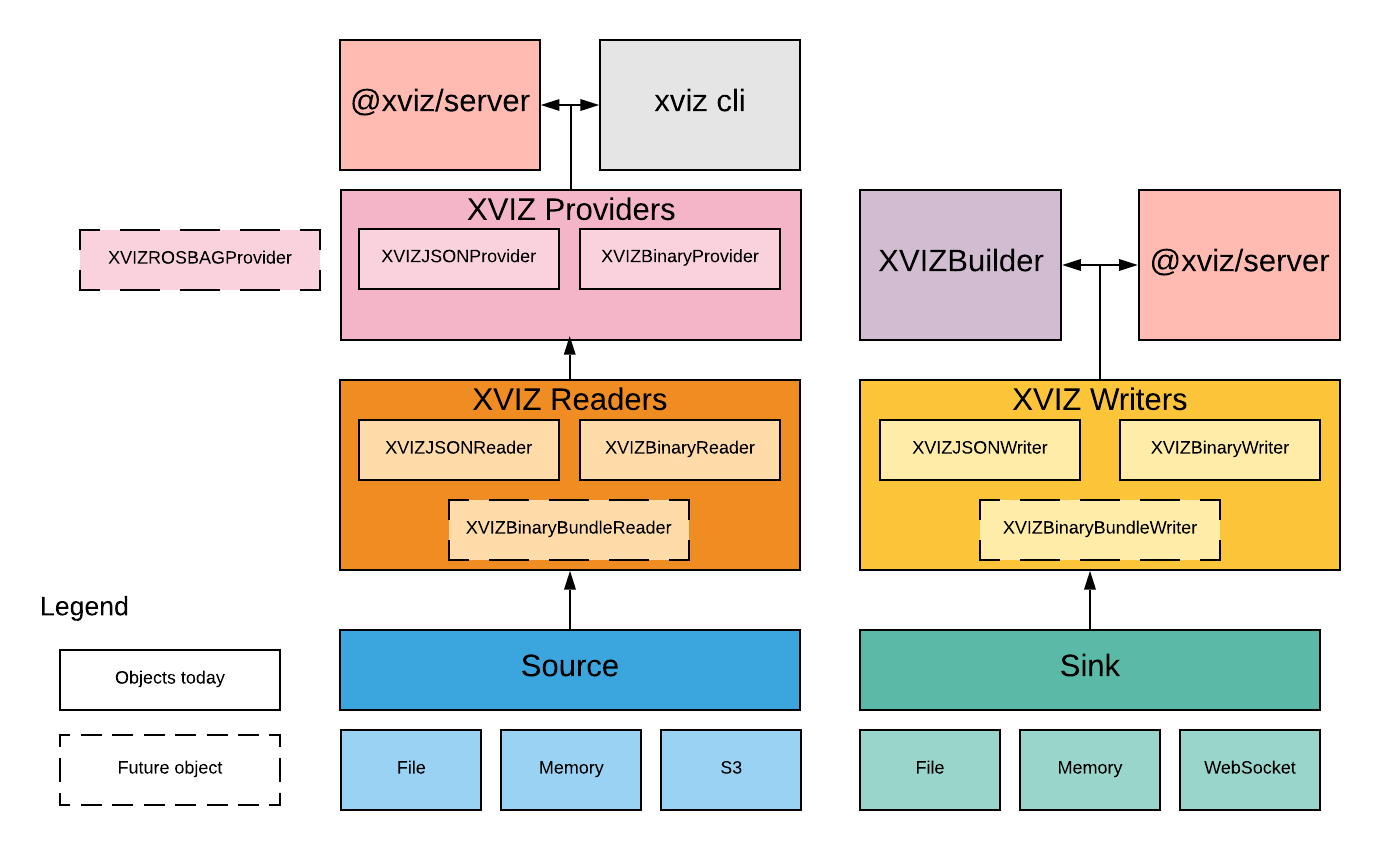 @xviz/server
xviz cli
XVIZ Providers
XVIZROSBAGProvider
XVIZJSONProvider
XVIZBinaryProvider
XVIZBuilder
@xviz/server
XVIZ Readers
XVIZJSONReader
XVIZBinaryReader
XVIZBinaryBundleReader
XVIZ Writers
XVIZJSONWriter
XVIZBinaryWriter
XVIZBinaryBundleWriter
Legend
Objects today
Future object
Source
File
Memory
S3
Sink
File
Memory
WebSocket